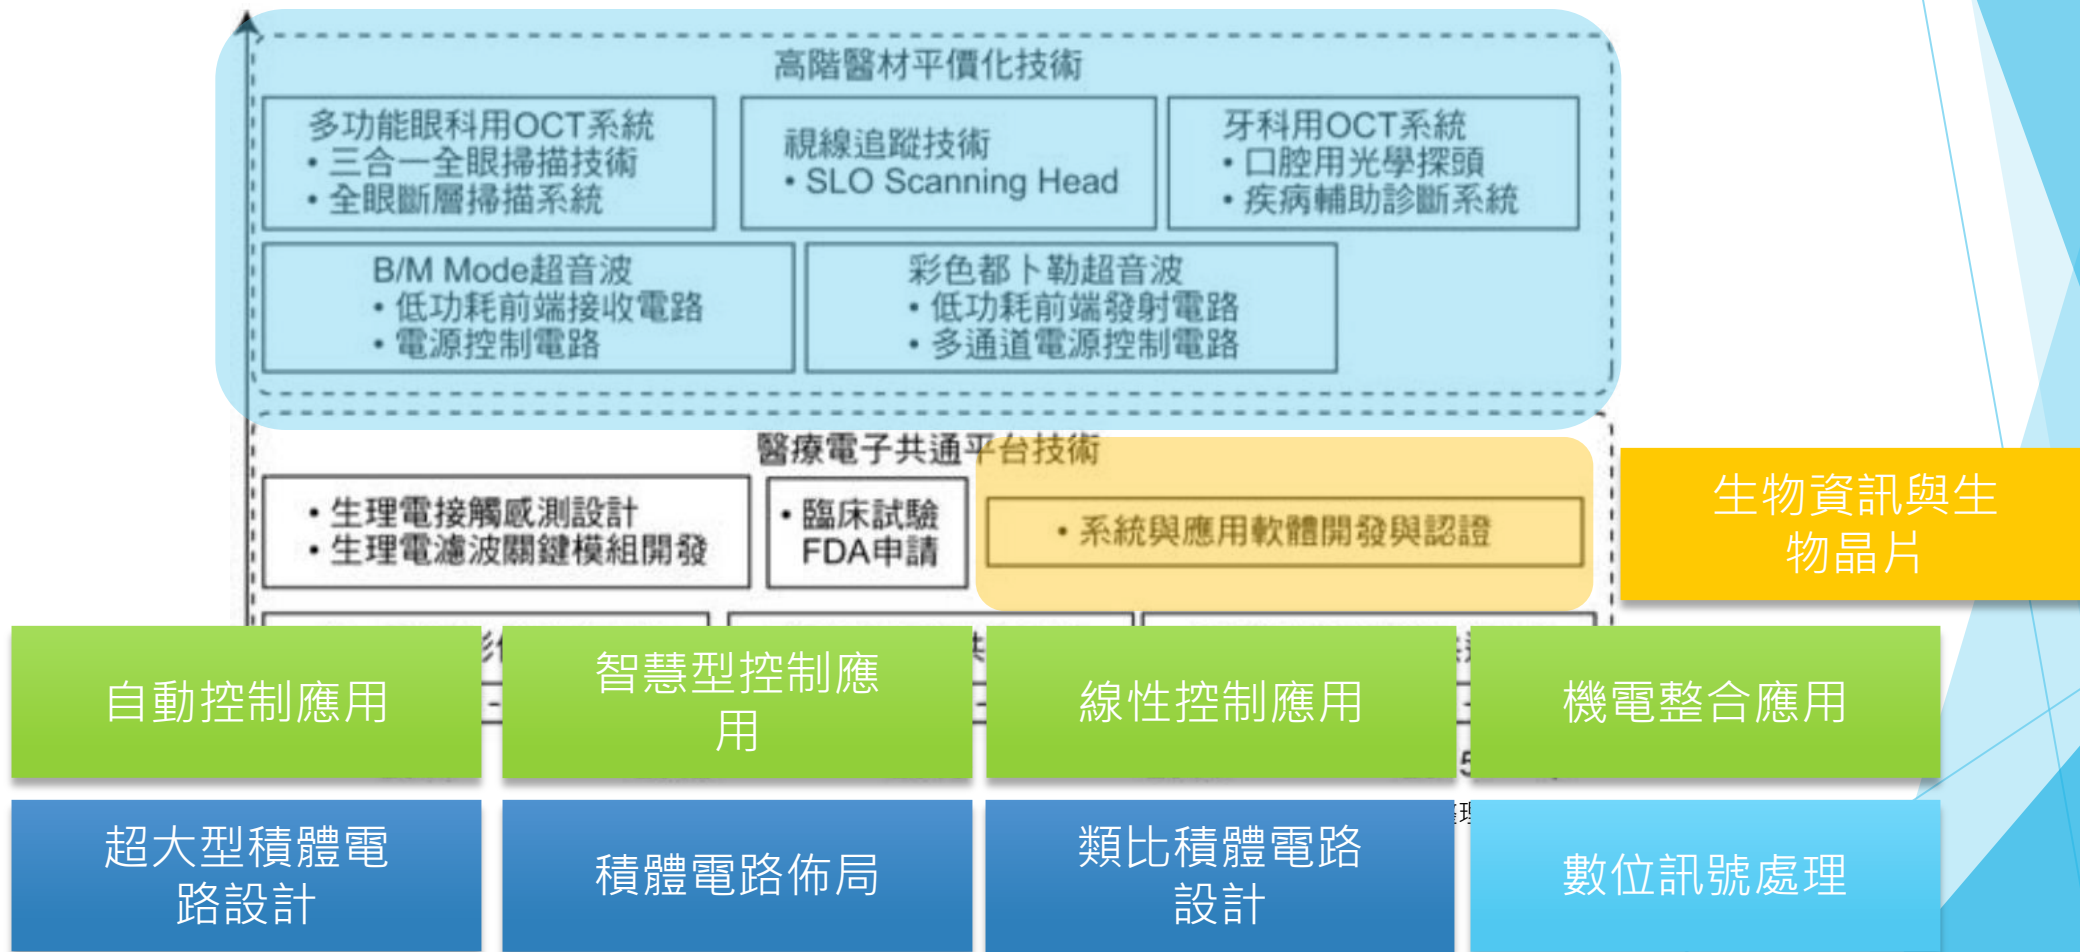 高階醫材平價化技術
多功能眼科用OCT系統
• 三合一全眼掃描技術
• 全眼斷層掃描系統
視線追蹤技術
• SLO Scanning Head
牙科用OCT系統
• 口腔用光學探頭
• 疾病輔助診斷系統
B/M Mode超音波
• 低功耗前端接收電路
• 電源控制電路
彩色都卜勒超音波
• 低功耗前端發射電路
• 多通道電源控制電路
醫療電子共通平台技術
• 生理電接觸感測設計
• 生理電濾波關鍵模組開發
• 臨床試驗
FDA申請
• 系統與應用軟體開發與認證
生物資訊與生
物晶片
自動控制應用
智慧型控制應
用
線性控制應用
機電整合應用
超大型積體電
路設計
積體電路佈局
類比積體電路
設計
數位訊號處理